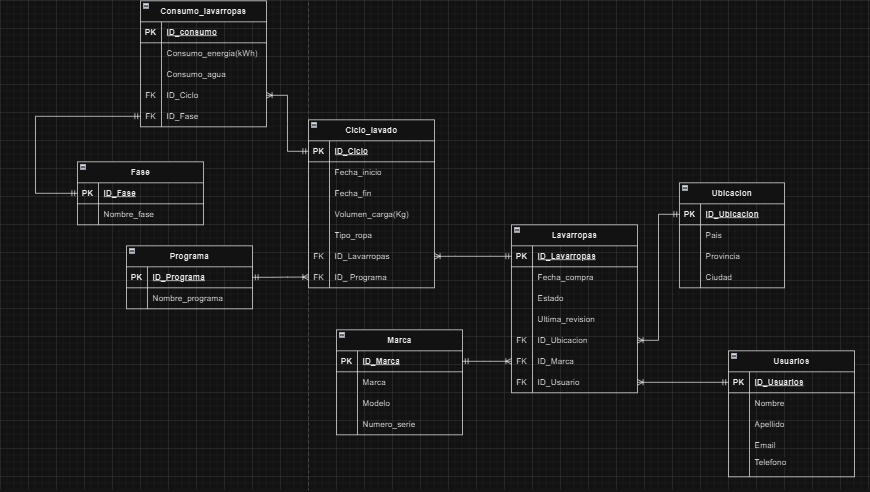 Consumo_lavarropas
PK ID_consumo
Consumo_energia(kWh)
Consumo_agua
FK ID_Ciclo
FK ID_Fase
Fase
PK ID_Fase
Nombre_fase
Programa
PK ID_Programa
Nombre_programa
Ciclo_lavado
PK ID_Ciclo
Fecha_inicio
Fecha_fin
Volumen_carga(Kg)
Tipo_ropa
FK ID_Lavarropas
FK ID_ Programa
Marca
PK ID_Marca
Marca
Modelo
Numero_serie
Lavarropas
PK ID_Lavarropas
Fecha_compra
Estado
Ultima_revision
FK ID_Ubicacion
FK ID_Marca
FK ID_Usuario
Ubicacion
PK ID_Ubicacion
Pais
Provincia
Ciudad
Usuarios
PK ID_Usuarios
Nombre
Apellido
Email
Telefono